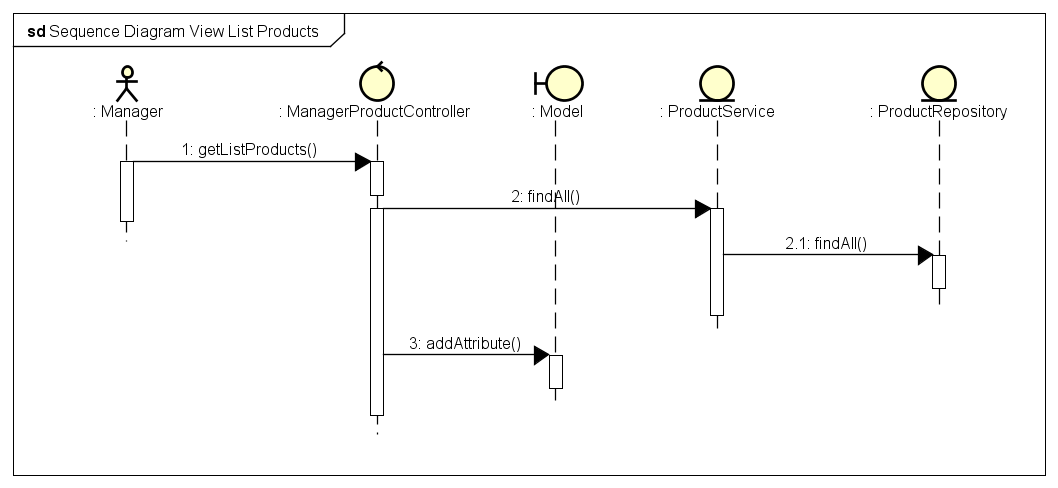 sd Sequence Diagram View List Products
: Manager
: ManagerProductController
: Model
: ProductService
: ProductRepository
1: getListProducts()
2: findAll()
2.1: findAll()
3: addAttribute()